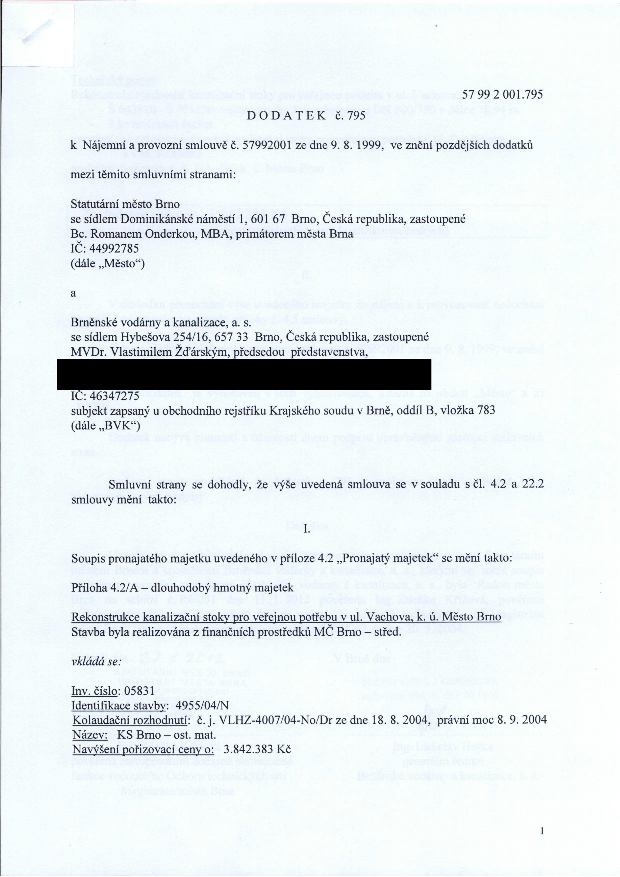 57 99 2 001.795
D O D A T E K č. 795
k Nájemní a provozní smlouvě č. 57992001 ze dne 9. 8. 1999, ve znění pozdějších dodatků
mezi těmito smluvními stranami:
Statutární město Brno
se sídlem Dominikánské náměstí 1, 601 67 Brno, Česká republika, zastoupené
Bc. Romanem Onderkou, MBA, primátorem města Brna
IČ: 44992785
(dále „Město“)
a
Brněnské vodárny a kanalizace, a. s.
se sídlem Hybešova 254/16, 657 33 Brno, Česká republika, zastoupené
MVDr. Vlastimilem Žďárským, předsedou představenstva,
IČ: 46347275
subjekt zapsaný u obchodního rejstříku Krajského soudu v Brně, oddíl B, vložka 783
(dále „BVK“)
Smluvní strany se dohodly, že výše uvedená smlouva se v souladu s čl. 4.2 a 22.2
smlouvy mění takto:
I.
Soupis pronajatého majetku uvedeného v příloze 4.2 „Pronajatý majetek“ se mění takto:
Příloha 4.2/A – dlouhodobý hmotný majetek
Rekonstrukce kanalizační stoky pro veřejnou potřebu v ul. Vachova, k. ú. Město Brno
Stavba byla realizována z finančních prostředků MČ Brno – střed.
vkládá se:
Inv. číslo: 05831
Identifikace stavby: 4955/04/N
Kolaudační rozhodnutí: č. j. VLHZ-4007/04-No/Dr ze dne 18. 8. 2004, právní moc 8. 9. 2004
Název: KS Brno – ost. mat.
Navýšení pořizovací ceny o: 3.842.383 Kč
1